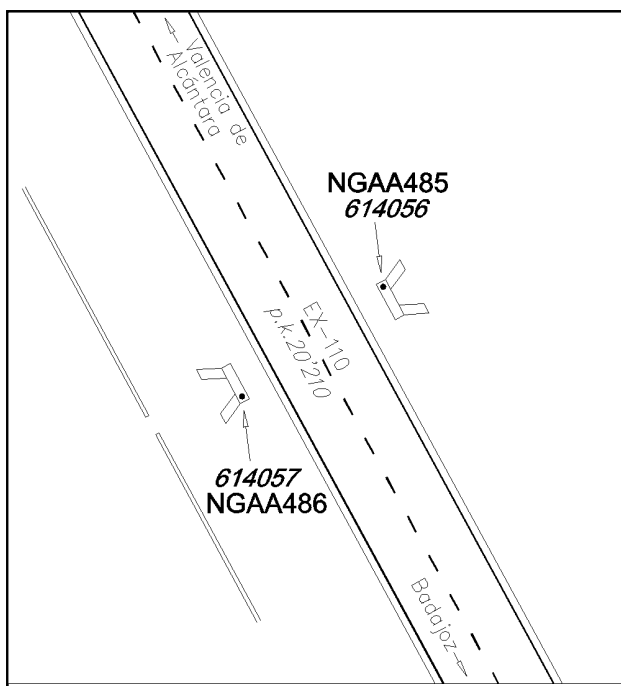 Valencia de
Alcántara
NGAA485
614056
EX-110
p.k.20'210
614057
NGAA486
Badajoz